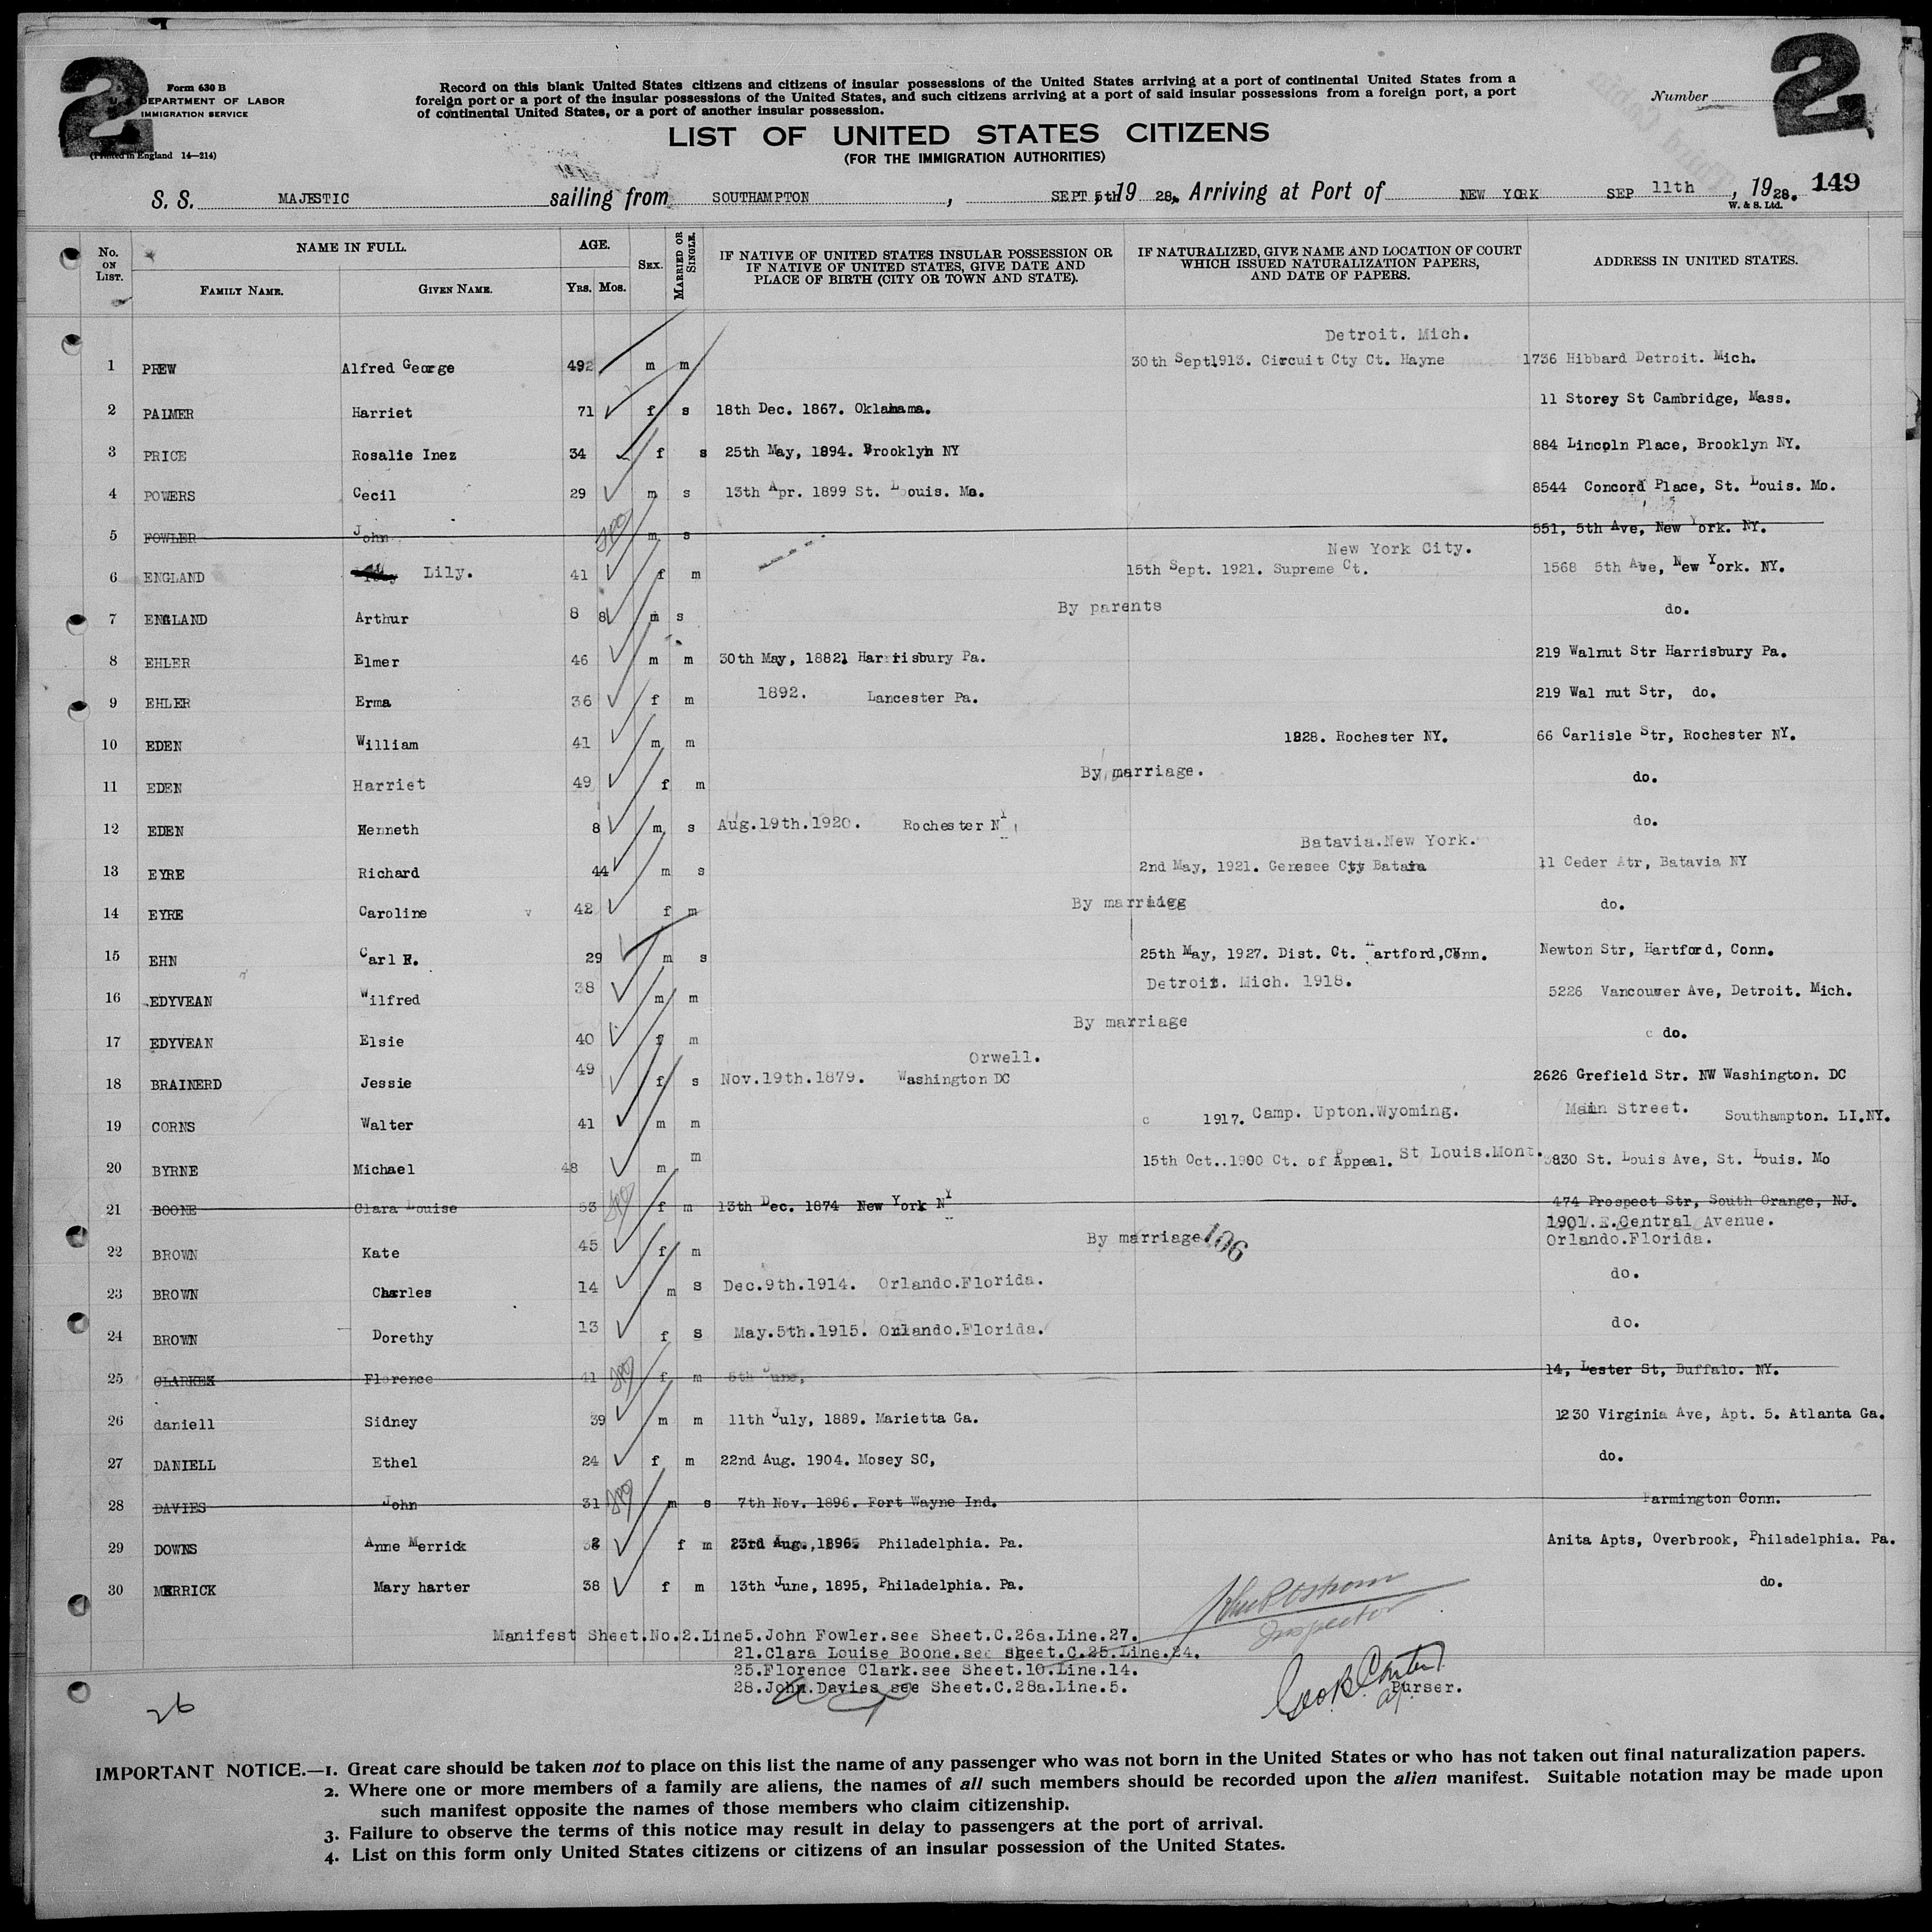 2
2
Form 630 B
U. S. DEPARTMENT OF LABOR
IMMIGRATION SERVICE
(Printed in England 14—214)
Record on this blank United States citizens and citizens of insular possessions of the United States arriving at a port of continental United States from a
foreign port or a port of the insular possessions of the United States, and such citizens arriving at a port of said insular possessions from a foreign port, a port
of continental United States, or a port of another insular possession.
Number
LIST OF UNITED STATES CITIZENS
(FOR THE IMMIGRATION AUTHORITIES)
S. S. MAJESTIC sailing from SOUTHAMPTON, SEPT 5th 19 28, Arriving at Port of NEW YORK SEP 11th, 1928. 149
W. & S. Ltd.
No. ON LIST. NAME IN FULL. FAMILY NAME. GIVEN NAME. AGE. YRS. MOS. SEX. MARRIED OR SINGLE. IF NATIVE OF UNITED STATES INSULAR POSSESSION OR IF NATIVE OF UNITED STATES, GIVE DATE AND PLACE OF BIRTH (CITY OR TOWN AND STATE). IF NATURALIZED, GIVE NAME AND LOCATION OF COURT WHICH ISSUED NATURALIZATION PAPERS, AND DATE OF PAPERS. ADDRESS IN UNITED STATES.
Detroit. Mich.
1 PREW Alfred George 49 m m 30th Sept.1913. Circuit Cty Ct. Hayne 1736 Hibbard Detroit. Mich.
2 PALMER Harriet 71 f s 18th Dec. 1867. Oklahama. 11 Storey St Cambridge, Mass.
3 PRICE Rosalie Inez 34 f s 25th May, 1894. Brooklyn NY 884 Lincoln Place, Brooklyn NY.
4 POWERS Cecil 29 m s 13th Apr. 1899 St. Louis. Mo. 8544 Concord Place, St. Louis. Mo.
5 FOWLER John m s 551, 5th Ave, New York. NY.
New York City.
6 ENGLAND Lily. 41 f m 15th Sept. 1921. Supreme Ct. 1568 5th Ave, New York. NY.
7 ENGLAND Arthur 8 8 m s By parents do.
8 EHLER Elmer 46 m m 30th May, 1882. Harrisbury Pa. 219 Walnut Str Harrisbury Pa.
9 EHLER Erma 36 f m 1892. Lancester Pa. 219 Wal nut Str, do.
10 EDEN William 41 m m 1928. Rochester NY. 66 Carlisle Str, Rochester NY.
11 EDEN Harriet 49 f m By marriage. do.
12 EDEN Kenneth 8 m s Aug.19th.1920. Rochester NY do.
Batavia.New York.
13 EYRE Richard 44 m s 2nd May, 1921. Genesee Cty Bataia 11 Ceder Atr, Batavia NY
14 EYRE Caroline 42 f m By marriage do.
15 EHN Carl E. 29 m s 25th May, 1927. Dist. Ct. Hartford, Conn. Newton Str, Hartford, Conn.
16 EDYVEAN Wilfred 38 m m Detroit. Mich. 1918. 5226 Vancouver Ave, Detroit. Mich.
17 EDYVEAN Elsie 40 f m By marriage do.
Orwell.
18 BRAINERD Jessie 49 f s Nov.19th.1879. Washington DC 2626 Grefield Str. NW Washington. DC
19 CORNS Walter 41 m m 1917. Camp. Upton.Wyoming. Main Street. Southampton. LI.NY.
20 BYRNE Michael 48 m m 15th Oct..1900 Ct. of Appeal. St Louis.Mont. 3830 St. Louis Ave, St. Louis. Mo
21 BOONE Clara Louise 53 f m 13th Dec. 1874 New York NY 474 Prospect Str, South Orange, NJ.
1901.E.Central Avenue.
22 BROWN Kate 45 f m By marriage 106 Orlando.Florida.
23 BROWN Charles 14 m s Dec.9th.1914. Orlando.Florida. do.
24 BROWN Dorethy 13 f s May.5th.1915. Orlando.Florida. do.
25 CLARKE Florence 41 f m 6th June, 14, Lester St, Buffalo. NY.
26 daniell Sidney 39 m m 11th July, 1889. Marietta Ga. 1230 Virginia Ave, Apt. 5. Atlanta Ga.
27 DANIELL Ethel 24 f m 22nd Aug. 1904. Mosey SC, do.
28 DAVIES John 31 m s 7th Nov. 1896. Fort Wayne Ind. Farmington Conn.
29 DOWNS Anne Merrick 32 f m 23rd Aug.,1896. Philadelphia. Pa. Anita Apts, Overbrook, Philadelphia. Pa.
30 MERRICK Mary harter 38 f m 13th June, 1895, Philadelphia. Pa. do.
Inspector
Manifest Sheet.No.2.Line5.John Fowler.see Sheet.C.26a.Line.27.
21.Clara Louise Boone.see sheet.C.25.Line.24.
25.Florence Clark.see Sheet.10.Line.14.
28.John.Davies see Sheet.C.28a.Line.5.
Purser.
26
IMPORTANT NOTICE.—1. Great care should be taken not to place on this list the name of any passenger who was not born in the United States or who has not taken out final naturalization papers.
2. Where one or more members of a family are aliens, the names of all such members should be recorded upon the alien manifest. Suitable notation may be made upon
such manifest opposite the names of those members who claim citizenship.
3. Failure to observe the terms of this notice may result in delay to passengers at the port of arrival.
4. List on this form only United States citizens or citizens of an insular possession of the United States.